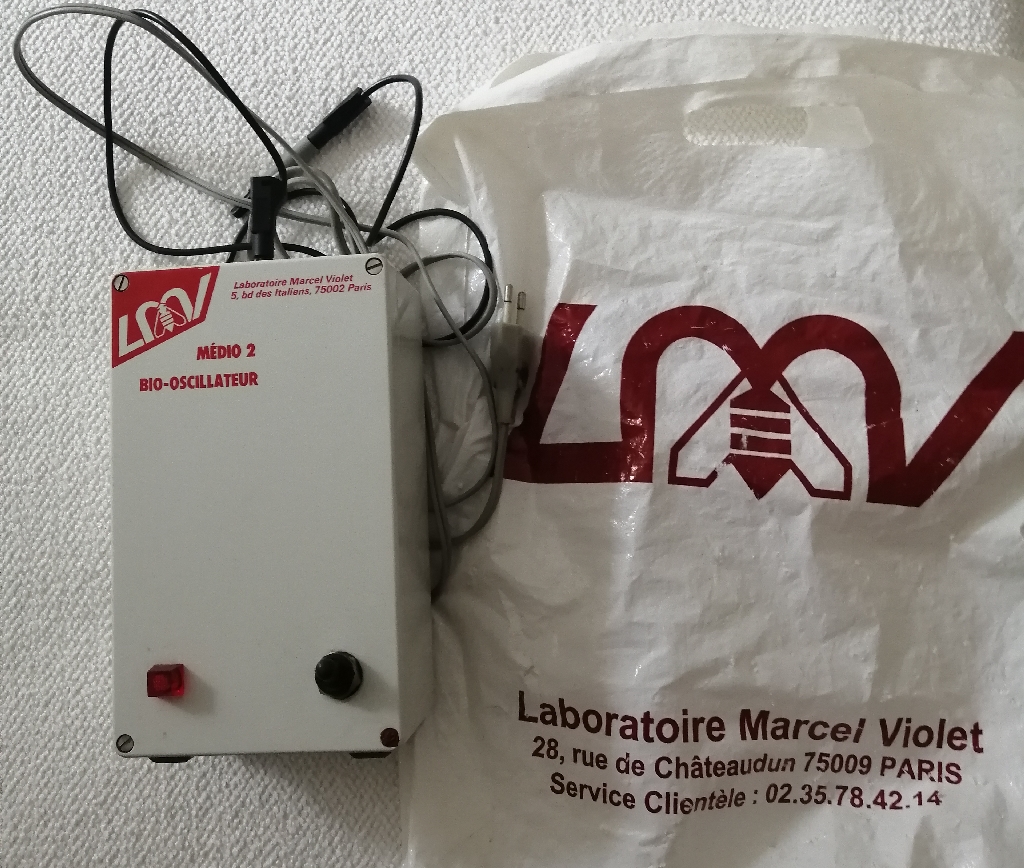 LMV
Laboratoire Marcel Violet
5, bd des Italiens, 75002 Paris
MÉDIO 2
BIO-OSCILLATEUR
LMV
Laboratoire Marcel Violet
28, rue de Châteaudun 75009 PARIS
Service Clientèle : 02.35.78.42.14